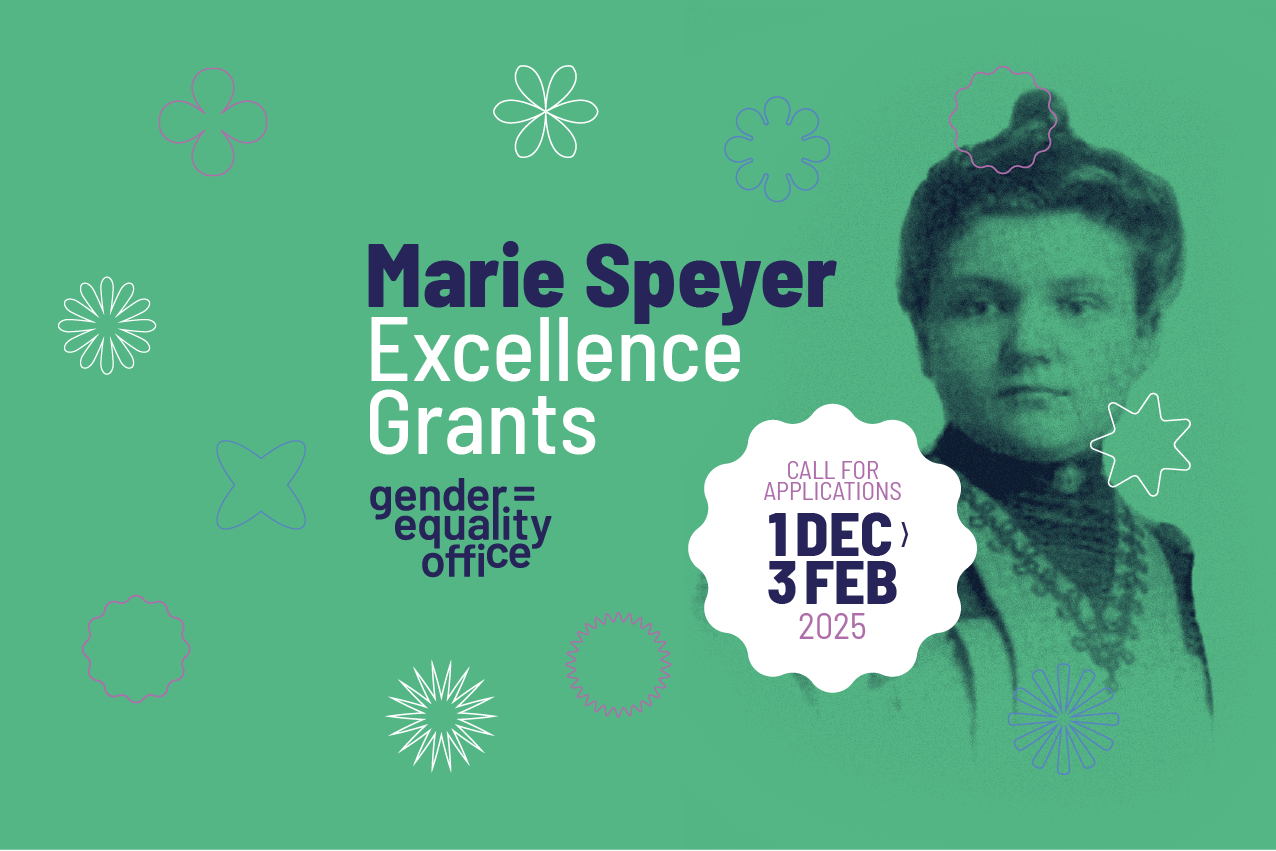 Marie Speyer
Excellence
Grants
gender=
equality
office
CALL FOR
APPLICATIONS
1 DEC ⟩
3 FEB
2025